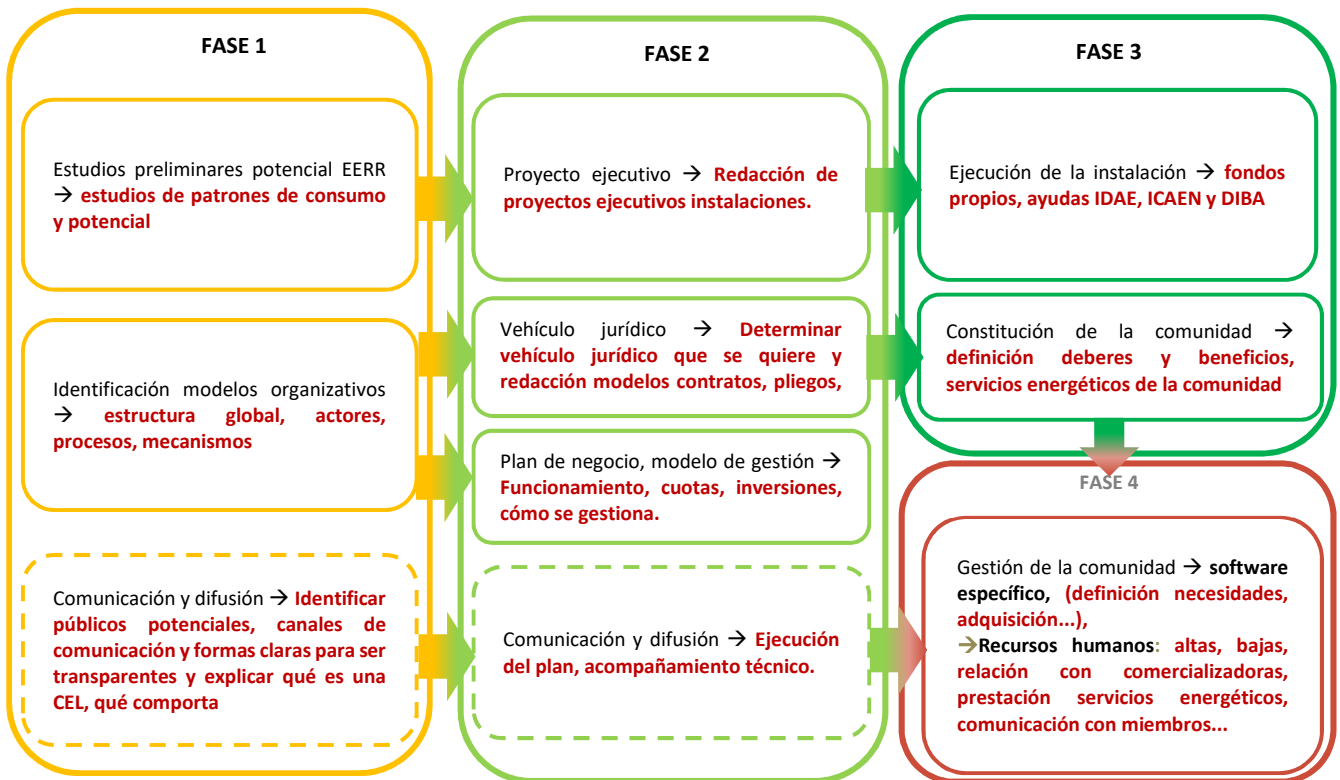 FASE 1
Estudios preliminares potencial EERR
→ estudios de patrones de consumo
y potencial
Identificación modelos organizativos
→ estructura global, actores,
procesos, mecanismos
Comunicación y difusión → Identificar
públicos potenciales, canales de
comunicación y formas claras para ser
transparentes y explicar qué es una
CEL, qué comporta
FASE 2
Proyecto ejecutivo → Redacción de
proyectos ejecutivos instalaciones.
Vehículo jurídico → Determinar
vehículo jurídico que se quiere y
redacción modelos contratos, pliegos,
Plan de negocio, modelo de gestión →
Funcionamiento, cuotas, inversiones,
cómo se gestiona.
Comunicación y difusión → Ejecución
del plan, acompañamiento técnico.
FASE 3
Ejecución de la instalación → fondos
propios, ayudas IDAE, ICAEN y DIBA
Constitución de la comunidad →
definición deberes y beneficios,
servicios energéticos de la comunidad
FASE 4
Gestión de la comunidad → software
específico, (definición necesidades,
adquisición...),
→Recursos humanos: altas, bajas,
relación con comercializadoras,
prestación servicios energéticos,
comunicación con miembros...